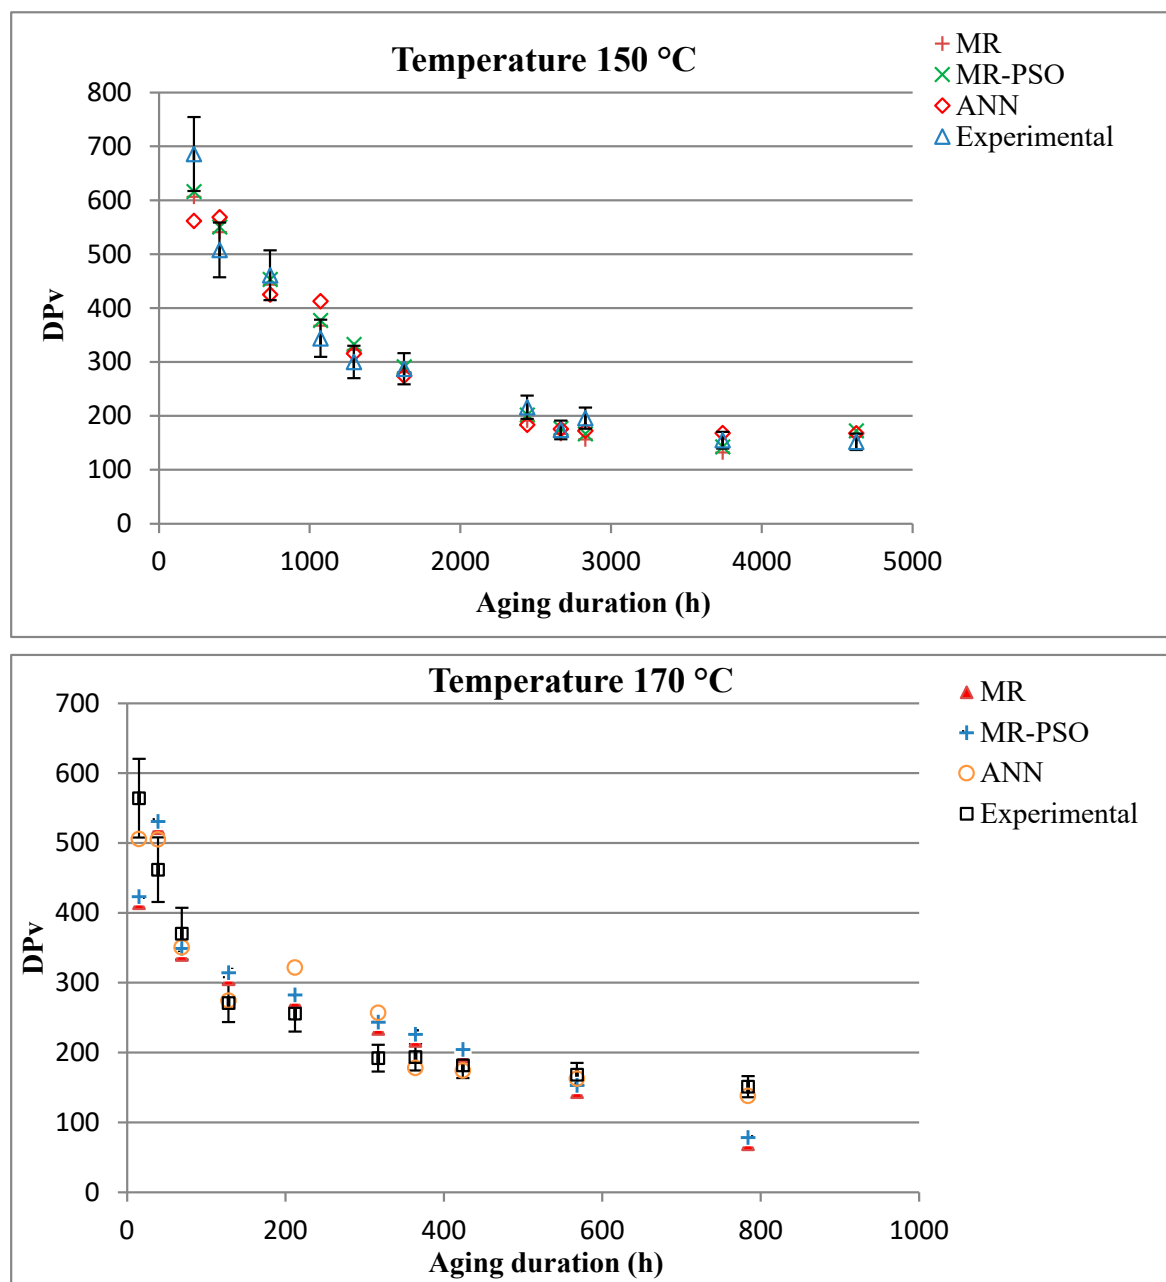 Temperature 150 °C
MR
MR-PSO
ANN
Experimental
800
700
600
500
400
300
200
100
0
DPv
0 1000 2000 3000 4000 5000
Aging duration (h)
Temperature 170 °C
MR
MR-PSO
ANN
Experimental
700
600
500
400
300
200
100
0
DPv
0 200 400 600 800 1000
Aging duration (h)